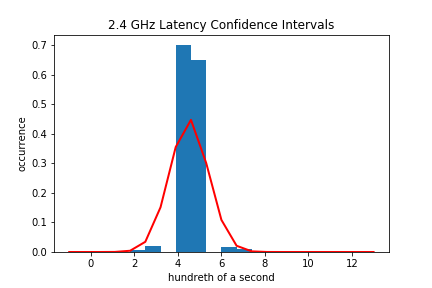 2.4 GHz Latency Confidence Intervals
0.7
0.6
0.5
0.4
0.3
0.2
0.1
0.0
occurrence
0 2 4 6 8 10 12
hundreth of a second